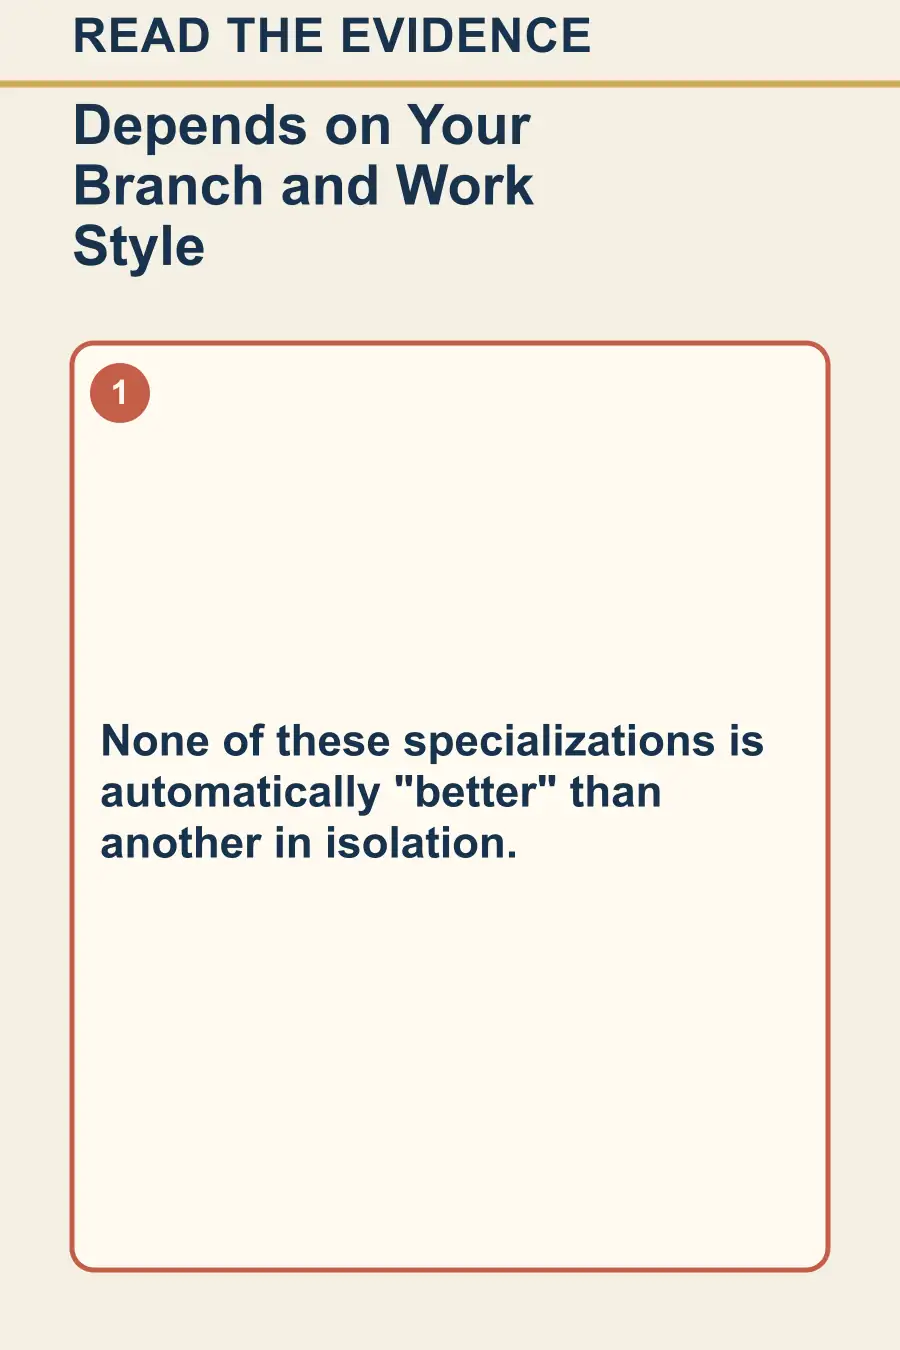 READ THE EVIDENCE
Depends on Your
Branch and Work
Style
1
None of these specializations is
automatically "better" than
another in isolation.